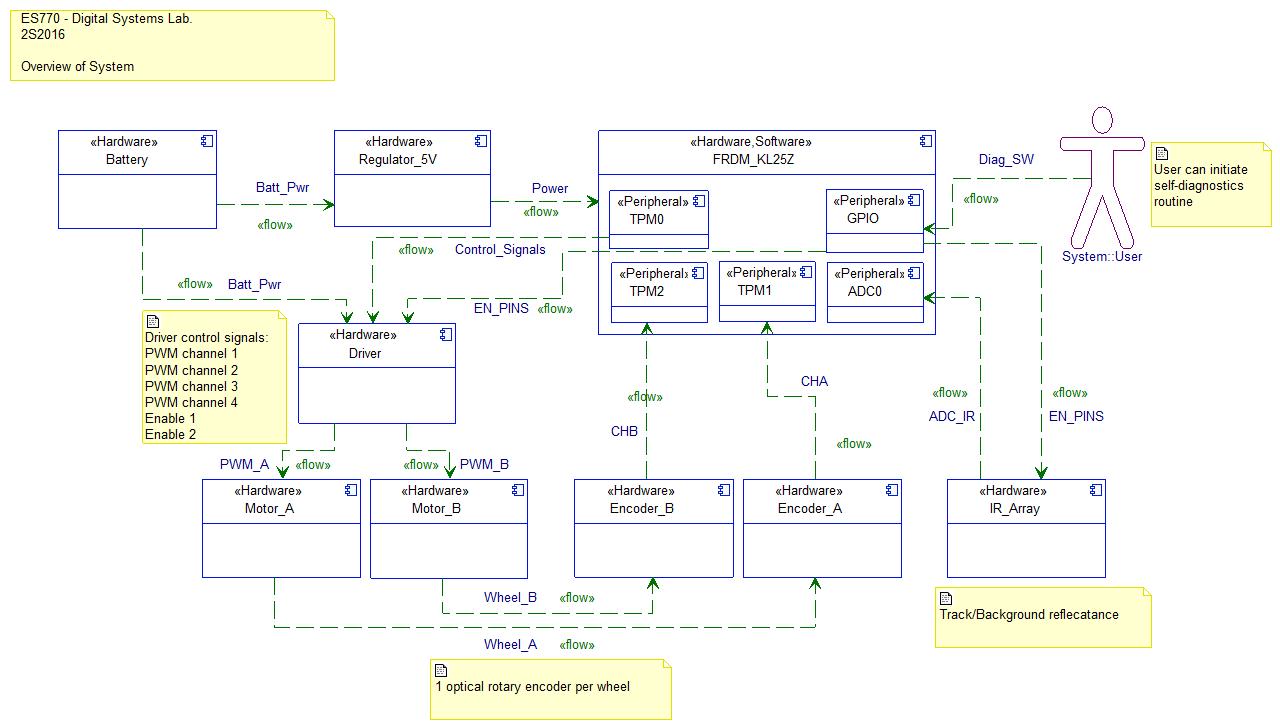 ES770 - Digital Systems Lab.
2S2016
Overview of System
«Hardware»
Battery
«Hardware»
Regulator_5V
«Hardware,Software»
FRDM_KL25Z
«Peripheral»
TPM0
«Peripheral»
GPIO
«Peripheral»
TPM2
«Peripheral»
TPM1
«Peripheral»
ADC0
Diag_SW
«flow»
System::User
User can initiate
self-diagnostics
routine
Batt_Pwr
«flow»
Power
«flow»
«flow»
Control_Signals
«flow»
Batt_Pwr
EN_PINS
«flow»
Driver control signals:
PWM channel 1
PWM channel 2
PWM channel 3
PWM channel 4
Enable 1
Enable 2
«Hardware»
Driver
PWM_A
«flow»
«flow»
PWM_B
«flow»
CHB
CHA
«flow»
«flow»
ADC_IR
«flow»
EN_PINS
«Hardware»
Motor_A
«Hardware»
Motor_B
«Hardware»
Encoder_B
«Hardware»
Encoder_A
«Hardware»
IR_Array
Wheel_B
«flow»
Wheel_A
«flow»
Track/Background reflecatance
1 optical rotary encoder per wheel